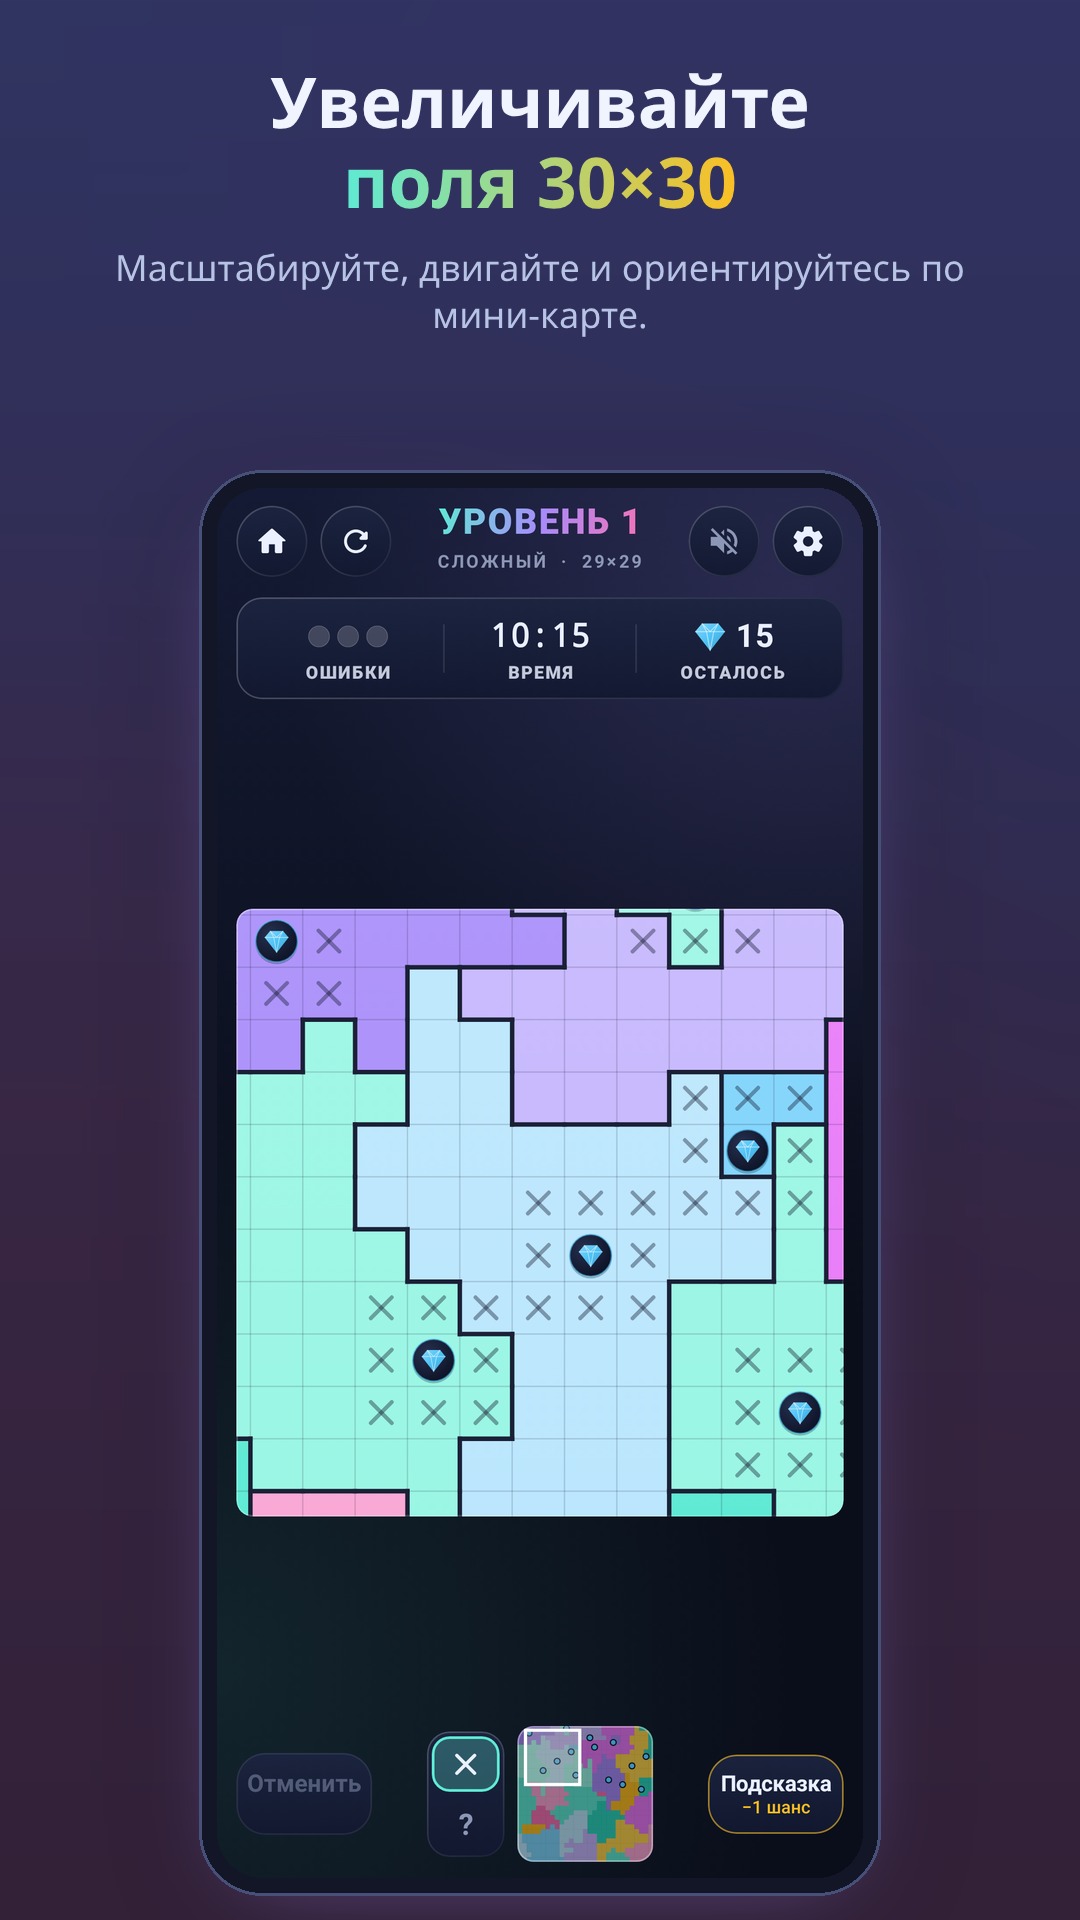 Увеличивайте
поля 30×30
Масштабируйте, двигайте и ориентируйтесь по
мини-карте.
УРОВЕНЬ 1
СЛОЖНЫЙ · 29×29
10:15
15
ОШИБКИ
ВРЕМЯ
ОСТАЛОСЬ
Отменить
?
Подсказка
−1 шанс